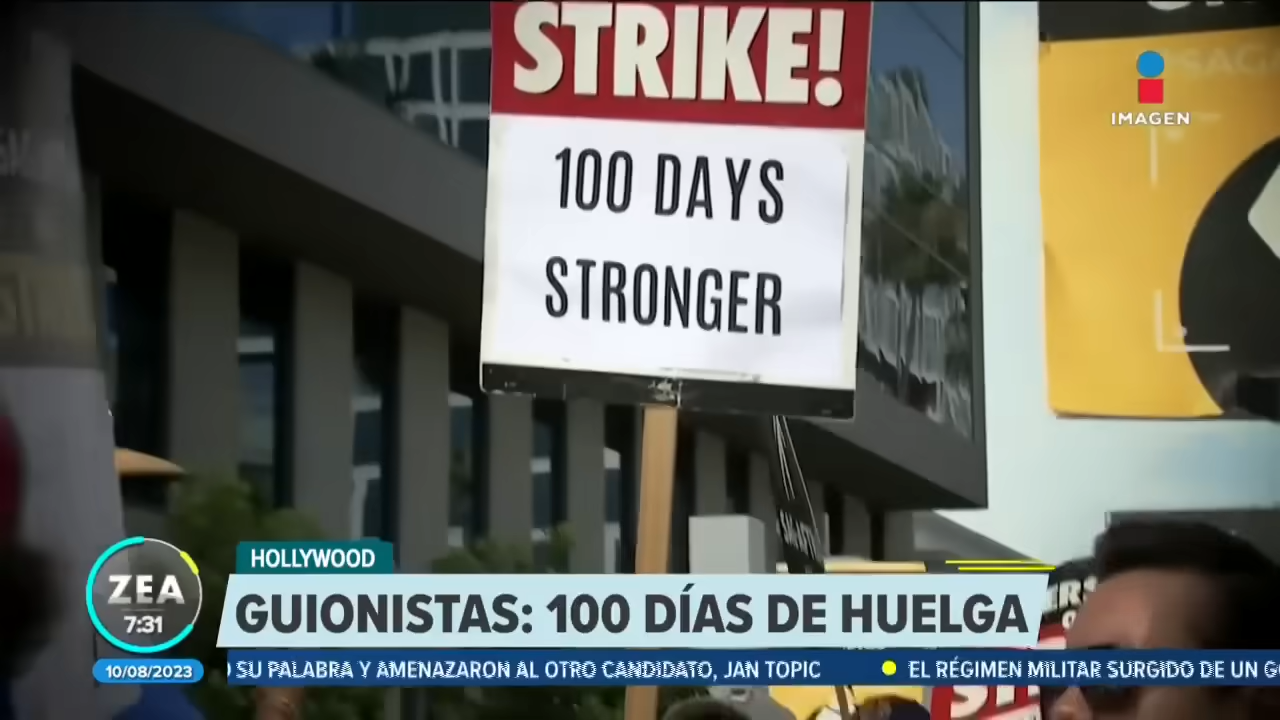 STRIKE!
100 DAYS
STRONGER
IMAGEN
HOLLYWOOD
GUIONISTAS: 100 DÍAS DE HUELGA
ZEA
7:31
10/08/2023
SU PALABRA Y AMENAZARON AL OTRO CANDIDATO, JAN TOPIC
EL RÉGIMEN MILITAR SURGIDO DE UN